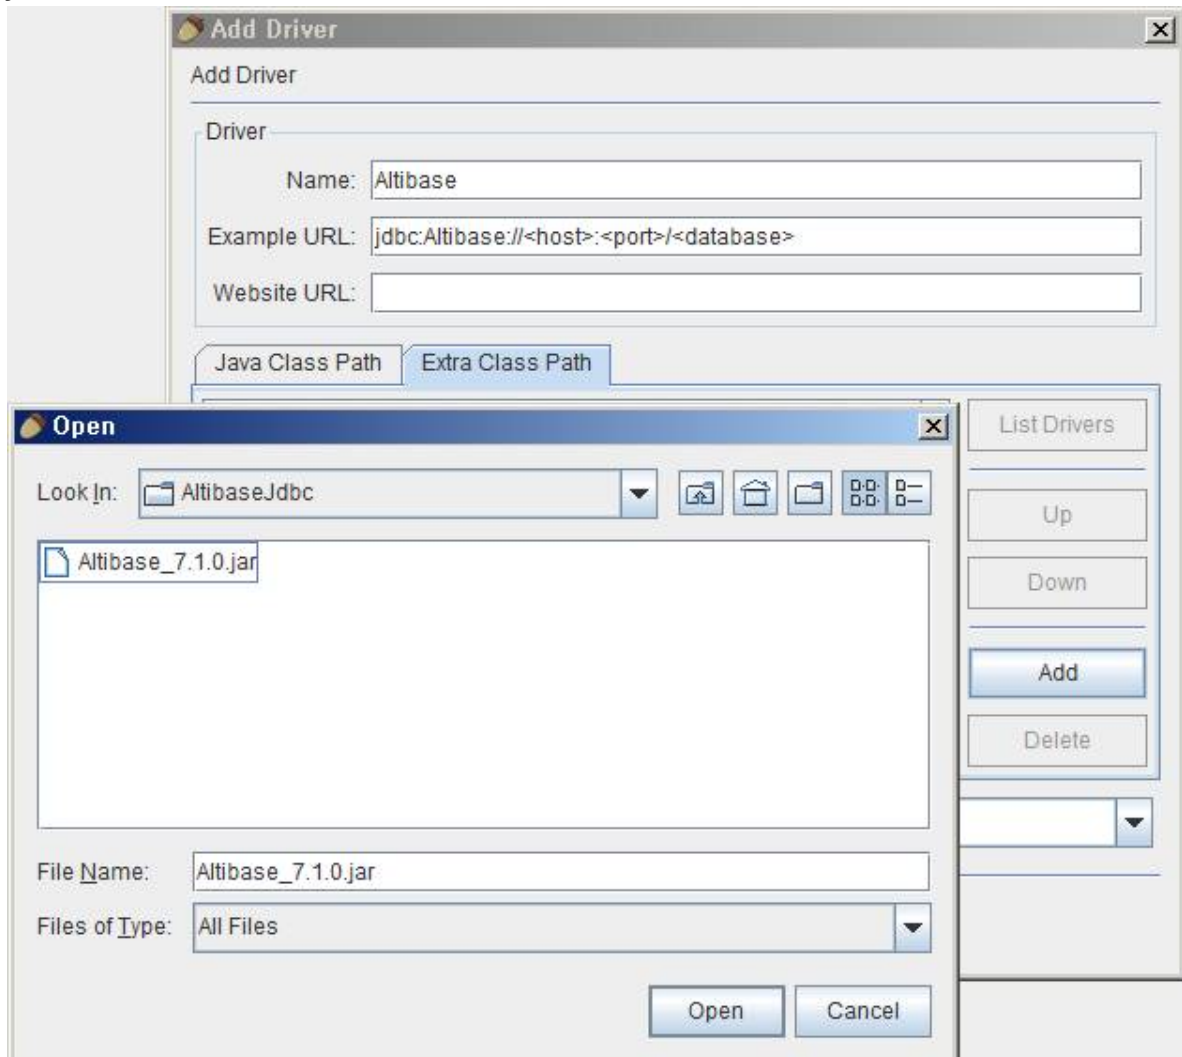 Add Driver
Add Driver
Driver
Name: Altibase
Example URL: jdbc:Altibase://<host>:<port>/<database>
Website URL:
Java Class Path Extra Class Path
List Drivers
Up
Down
Add
Delete
Open
Look In: AltibaseJdbc
Altibase_7.1.0.jar
File Name: Altibase_7.1.0.jar
Files of Type: All Files
Open Cancel